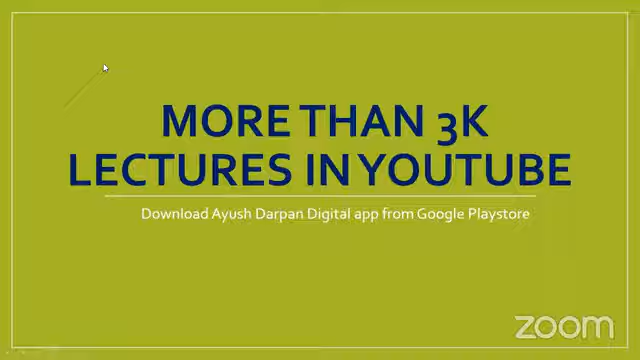 MORE THAN 3K
LECTURES IN YOUTUBE
Download Ayush Darpan Digital app from Google Playstore
zoom